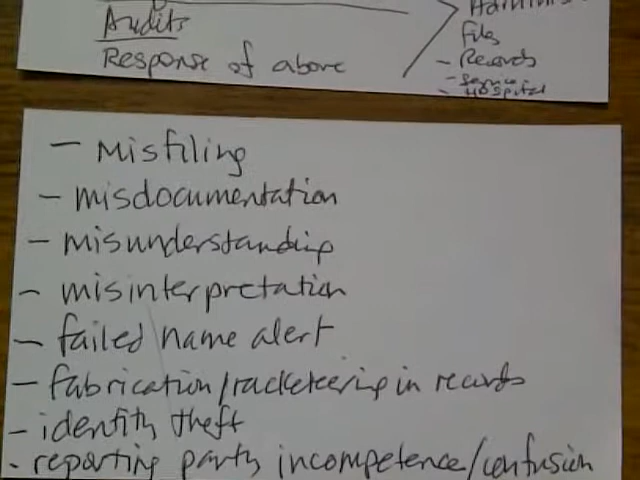 Audits
Response of above
Files
- Records
- Service
- Hospital
- Misfiling
- misdocumentation
- misunderstanding
- misinterpretation
- failed name alert
- fabrication/racketeering in records
- identity theft
- reporting party incompetence/confusion